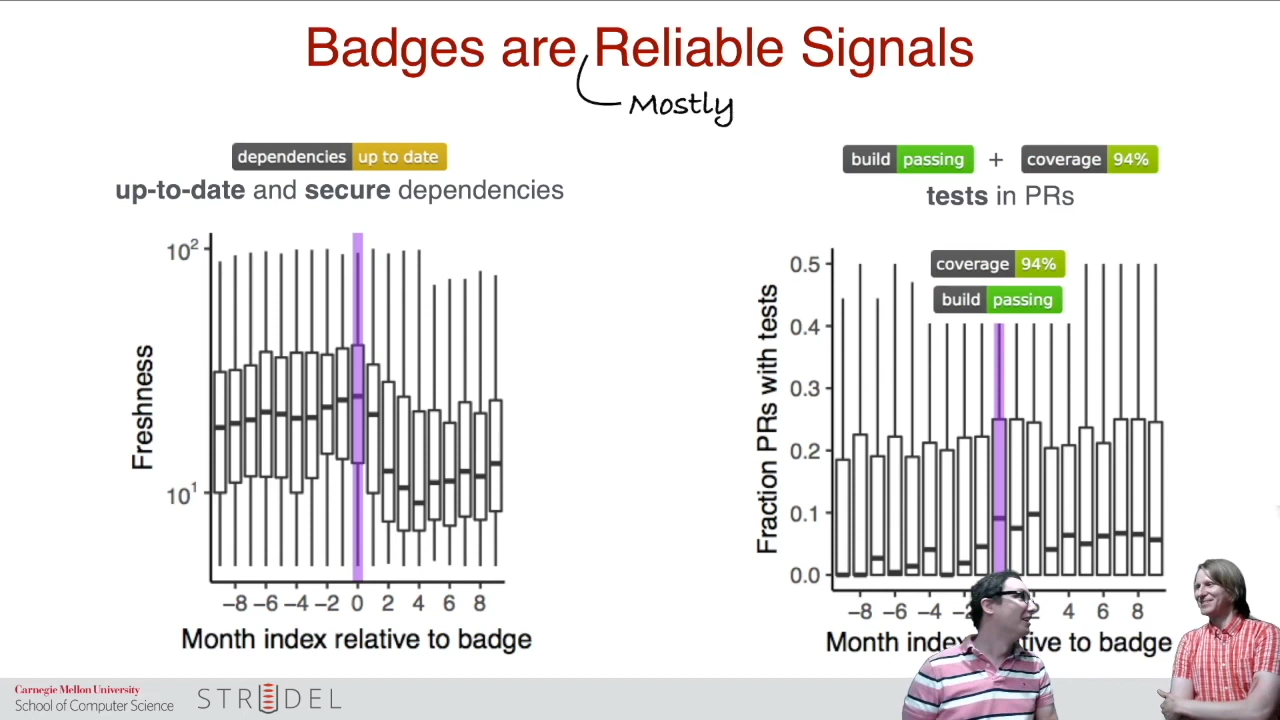 Badges are Reliable Signals
Mostly
dependencies up to date
up-to-date and secure dependencies
10²
10¹
Freshness
−8 −6 −4 −2 0 2 4 6 8
Month index relative to badge
build passing + coverage 94%
tests in PRs
coverage 94%
build passing
0.5
0.4
0.3
0.2
0.1
0.0
Fraction PRs with tests
−8 −6 −4 2 4 6 8
Month to badge
Carnegie Mellon University
School of Computer Science
STRUDEL